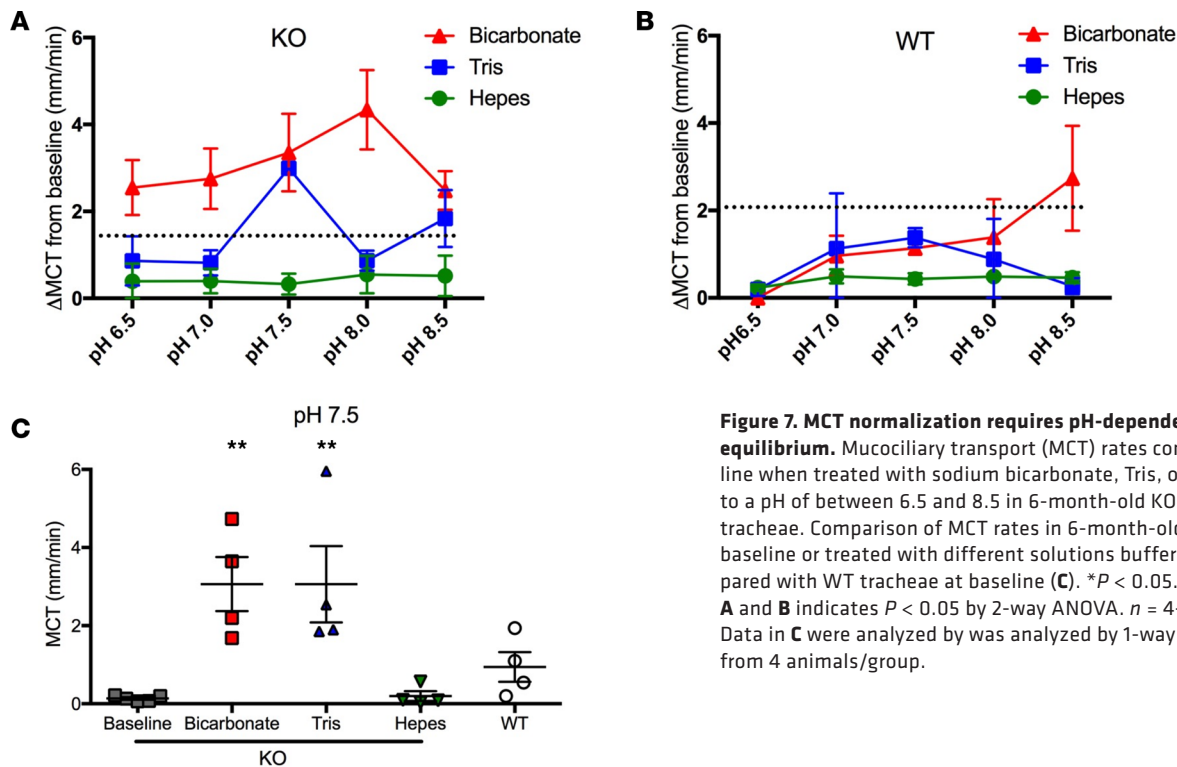 A
KO
Bicarbonate
Tris
Hepes
ΔMCT from baseline (mm/min)
6
4
2
0
pH 6.5
pH 7.0
pH 7.5
pH 8.0
pH 8.5
B
WT
Bicarbonate
Tris
Hepes
ΔMCT from baseline (mm/min)
6
4
2
0
pH6.5
pH 7.0
pH 7.5
pH 8.0
pH 8.5
C
pH 7.5
**
**
MCT (mm/min)
6
4
2
0
Baseline
Bicarbonate
Tris
Hepes
WT
KO
Figure 7. MCT normalization requires pH-depende
equilibrium. Mucociliary transport (MCT) rates con
line when treated with sodium bicarbonate, Tris, o
to a pH of between 6.5 and 8.5 in 6-month-old KO
tracheae. Comparison of MCT rates in 6-month-old
baseline or treated with different solutions buffer
pared with WT tracheae at baseline (C). *P < 0.05.
A and B indicates P < 0.05 by 2-way ANOVA. n = 4-
Data in C were analyzed by was analyzed by 1-way
from 4 animals/group.